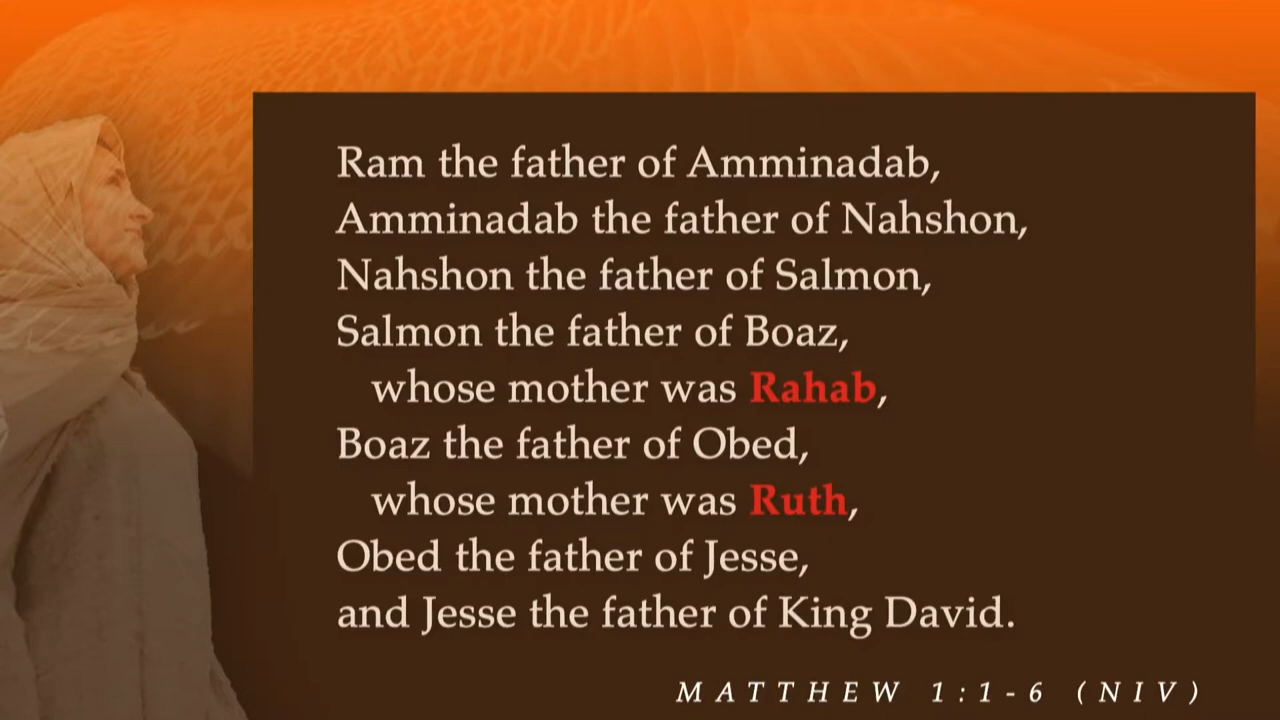 Ram the father of Amminadab,
Amminadab the father of Nahshon,
Nahshon the father of Salmon,
Salmon the father of Boaz,
whose mother was Rahab,
Boaz the father of Obed,
whose mother was Ruth,
Obed the father of Jesse,
and Jesse the father of King David.
MATTHEW 1:1-6 (NIV)